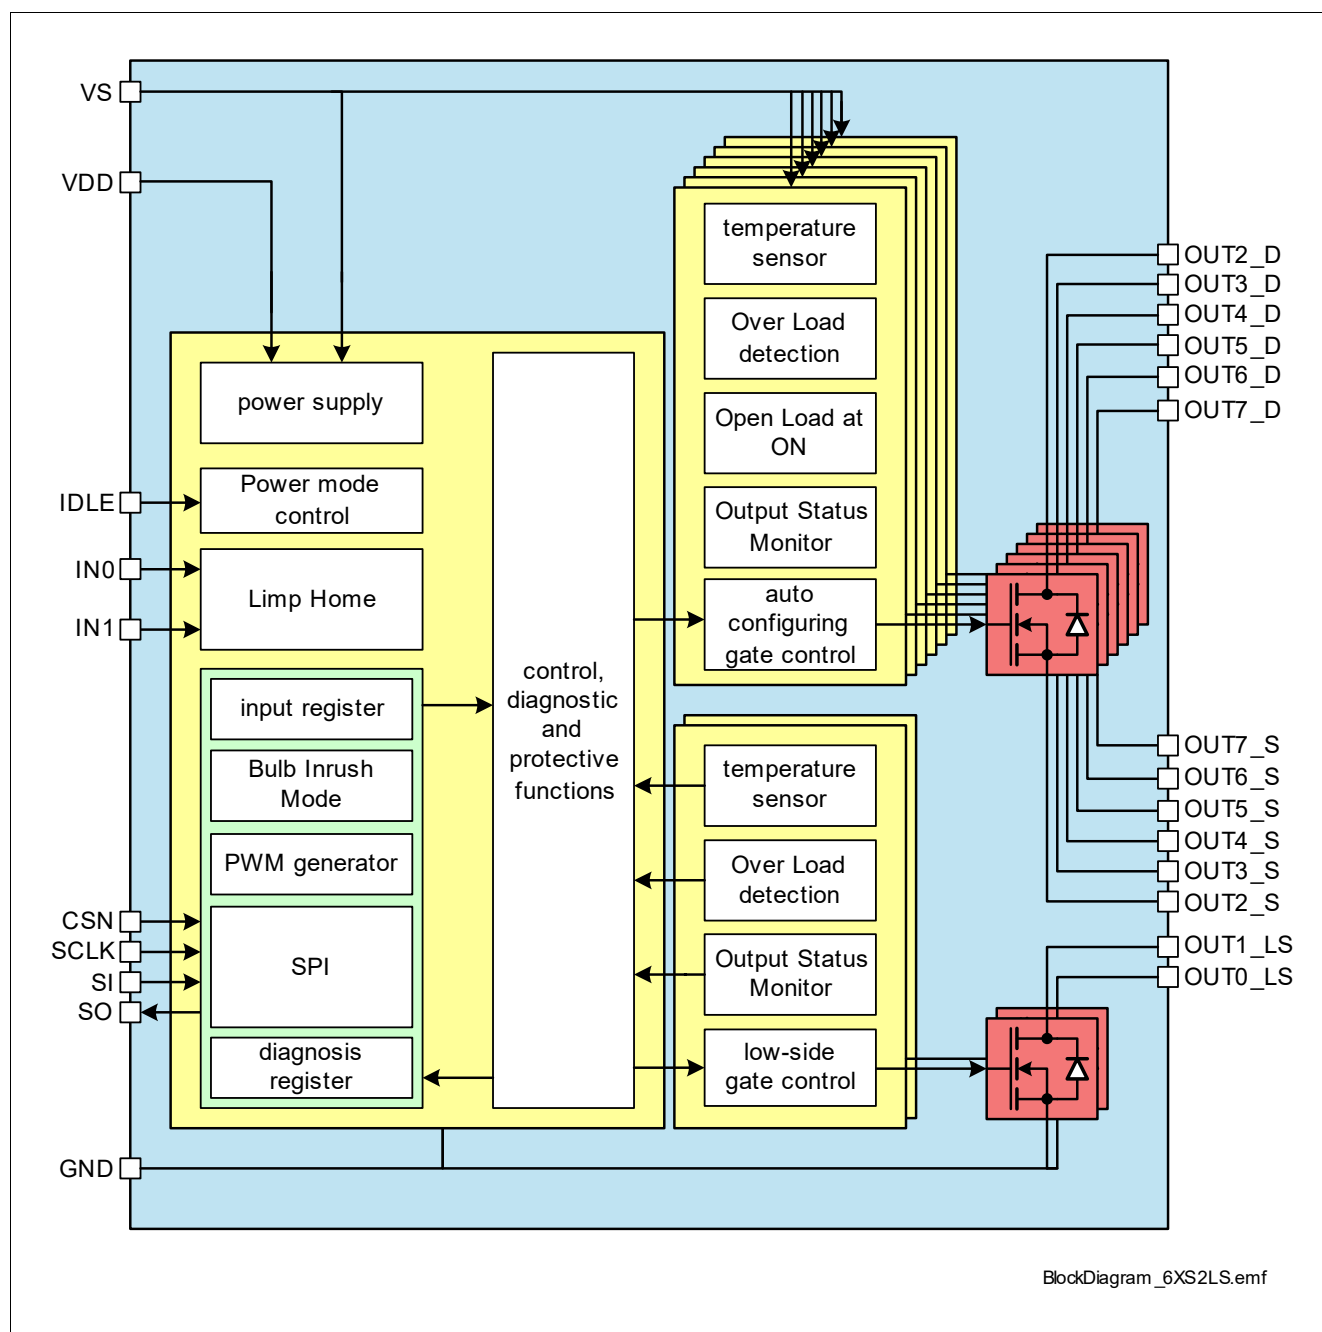 VS
VDD
IDLE
IN0
IN1
CSN
SCLK
SI
SO
GND
power supply
Power mode
control
Limp Home
input register
Bulb Inrush
Mode
PWM generator
SPI
diagnosis
register
control,
diagnostic
and
protective
functions
temperature
sensor
Over Load
detection
Open Load at
ON
Output Status
Monitor
auto
configuring
gate control
temperature
sensor
Over Load
detection
Output Status
Monitor
low-side
gate control
OUT2_D
OUT3_D
OUT4_D
OUT5_D
OUT6_D
OUT7_D
OUT7_S
OUT6_S
OUT5_S
OUT4_S
OUT3_S
OUT2_S
OUT1_LS
OUT0_LS
BlockDiagram_6XS2LS.emf